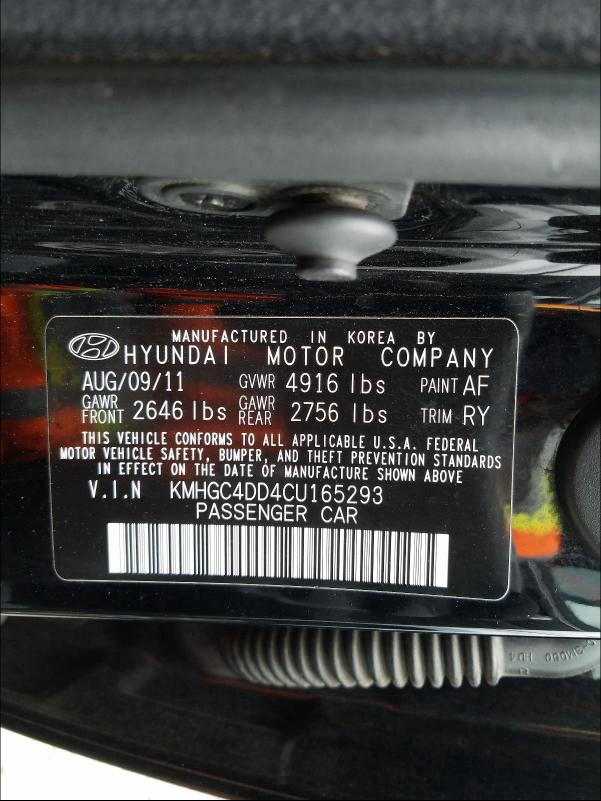 MANUFACTURED IN KOREA BY
HYUNDAI MOTOR COMPANY
AUG/09/11 GVWR 4916 lbs PAINT AF
GAWR FRONT 2646 lbs GAWR REAR 2756 lbs TRIM RY
THIS VEHICLE CONFORMS TO ALL APPLICABLE U.S.A. FEDERAL
MOTOR VEHICLE SAFETY, BUMPER, AND THEFT PREVENTION STANDARDS
IN EFFECT ON THE DATE OF MANUFACTURE SHOWN ABOVE
V.I.N KMHGC4DD4CU165293
PASSENGER CAR